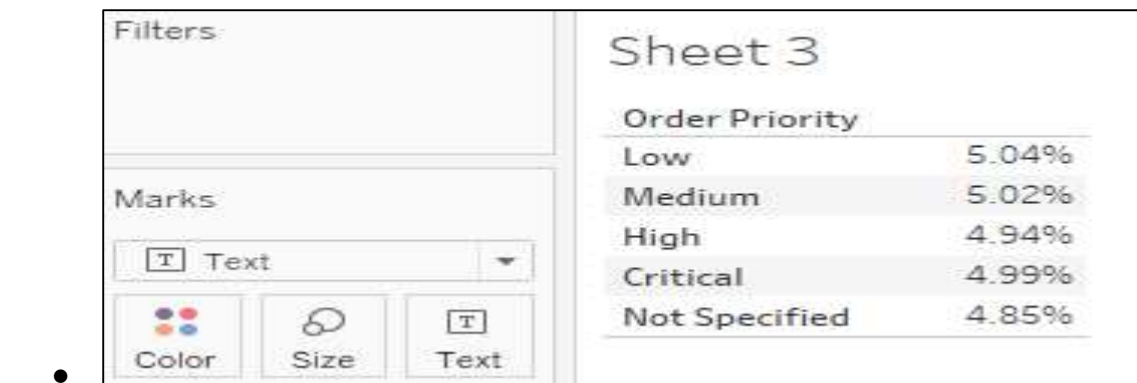 Filters
Marks
T Text
Color Size T Text
Sheet 3
Order Priority
Low 5.04%
Medium 5.02%
High 4.94%
Critical 4.99%
Not Specified 4.85%